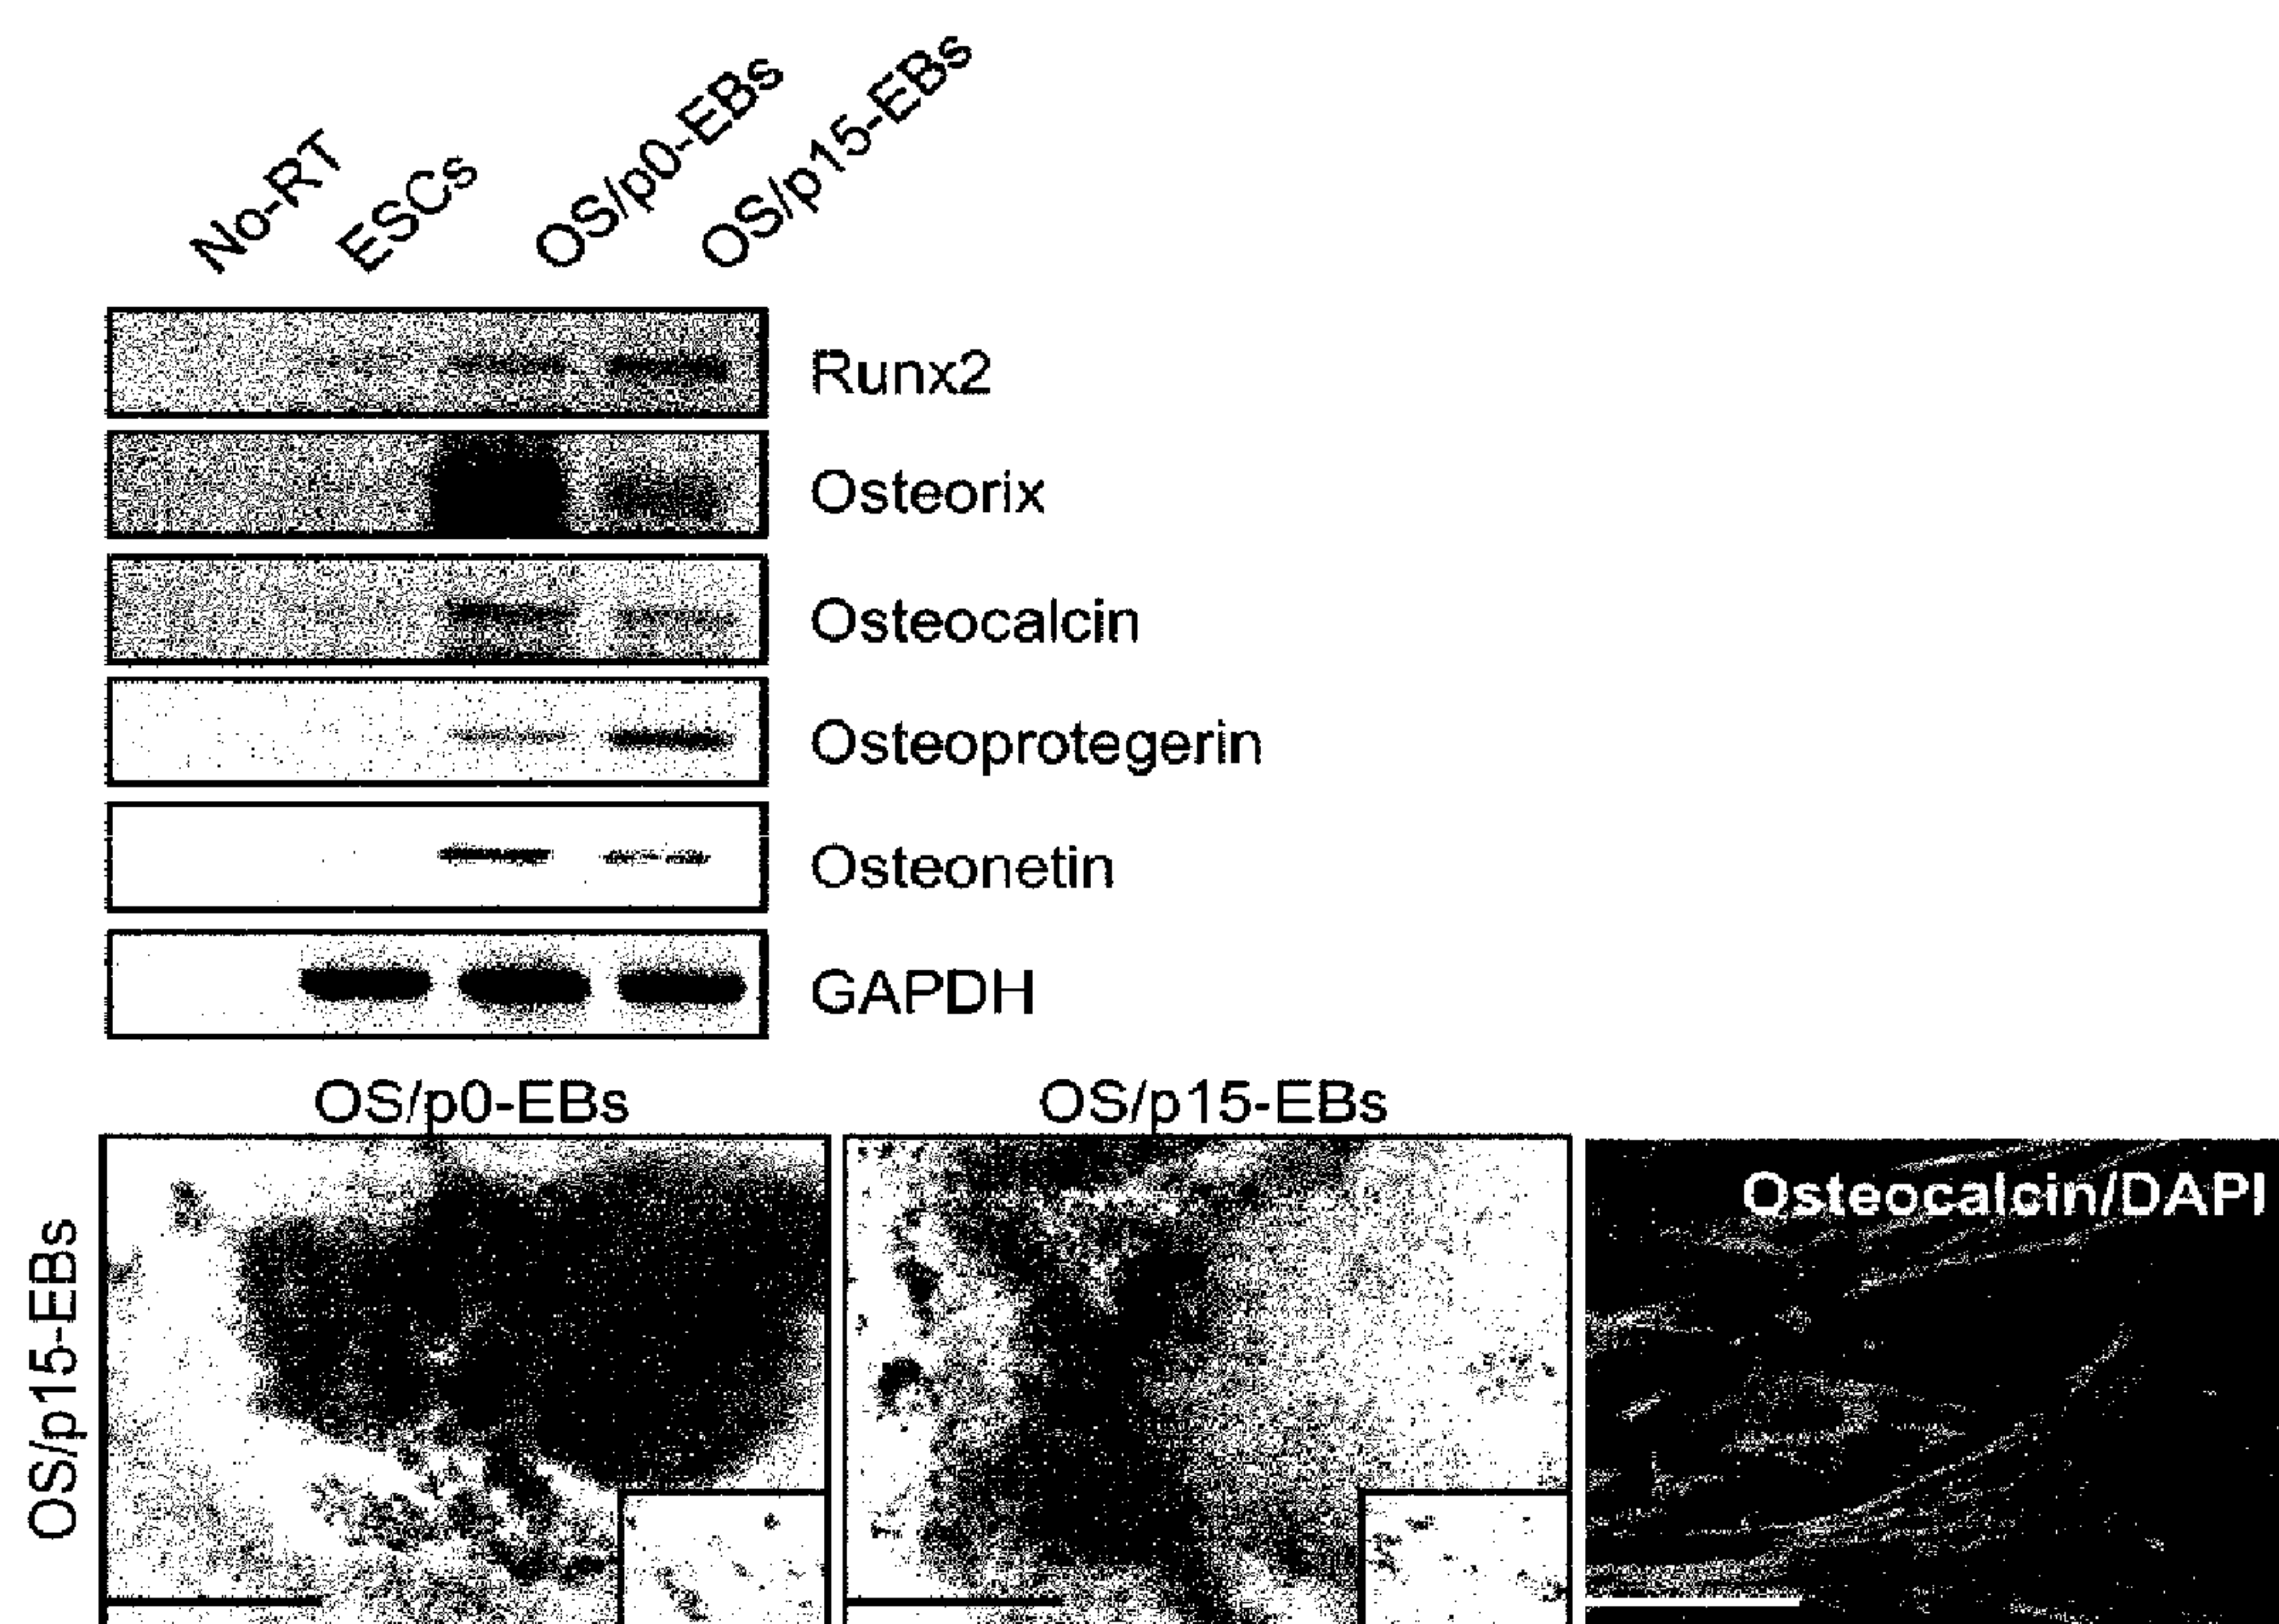 No-RT
ESCs
OS/p0-EBs
OS/p15-EBs
Runx2
Osteorix
Osteocalcin
Osteoprotegerin
Osteonetin
GAPDH
OS/p0-EBs
OS/p15-EBs
OS/p15-EBs
Osteocalcin/DAPI